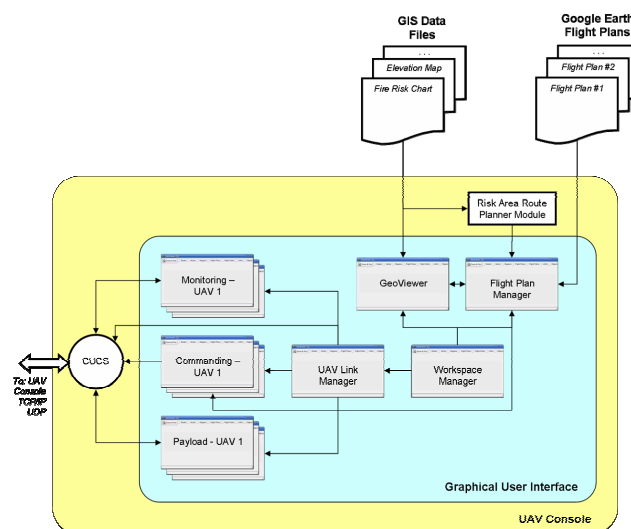 GIS Data
Files
Google Earth
Flight Plans
. . .
Elevation Map
Fire Risk Chart
. . .
Flight Plan #2
Flight Plan #1
Risk Area Route
Planner Module
Monitoring –
UAV 1
GeoViewer
Flight Plan
Manager
CUCS
Commanding –
UAV 1
UAV Link
Manager
Workspace
Manager
To: UAV
Console
TCP/IP
UDP
Payload - UAV 1
Graphical User Interface
UAV Console